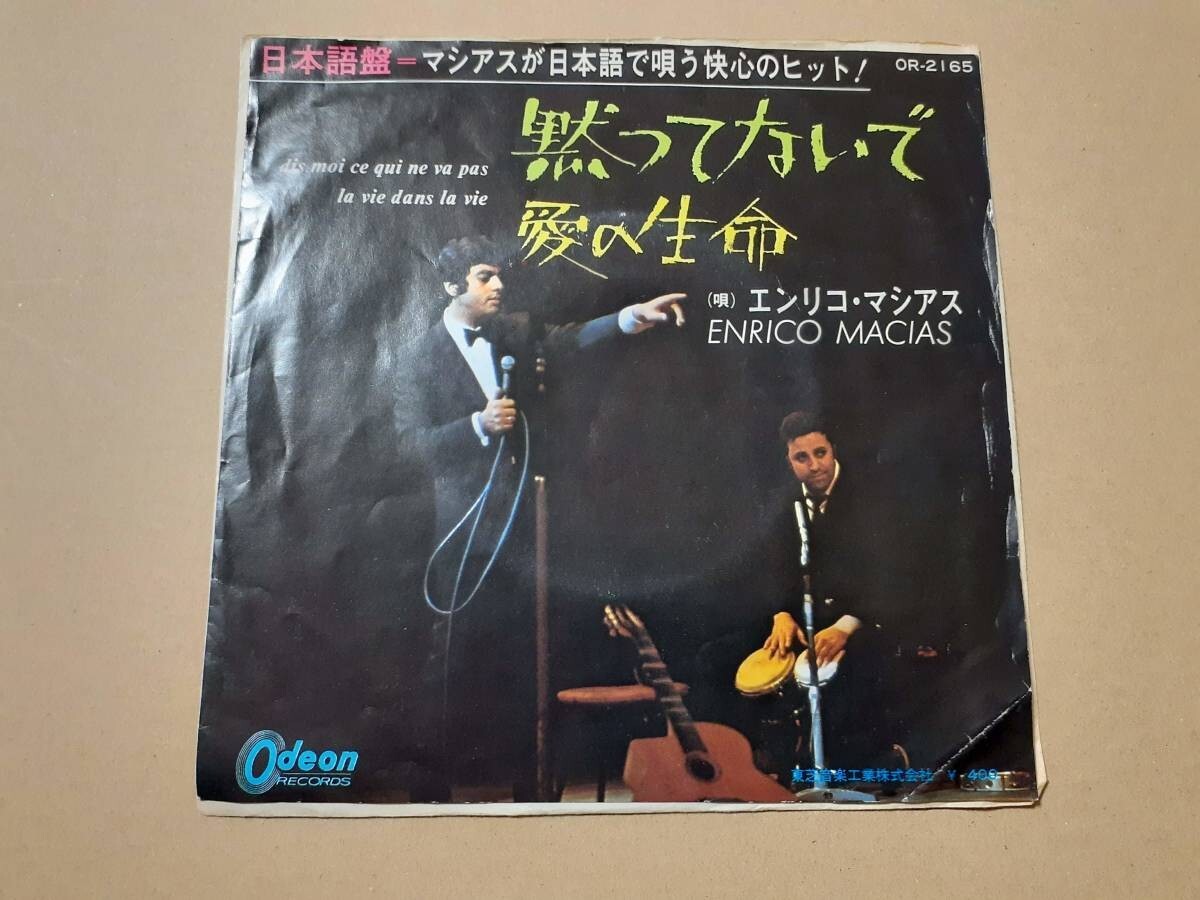 日本語盤=マシアスが日本語で唄う快心のヒット!
OR-2165
黙ってないで
dis moi ce qui ne va pas
la vie dans la vie
愛の生命
(唄)エンリコ・マシアス
ENRICO MACIAS
Odeon
RECORDS
東芝音楽工業株式会社 ¥400